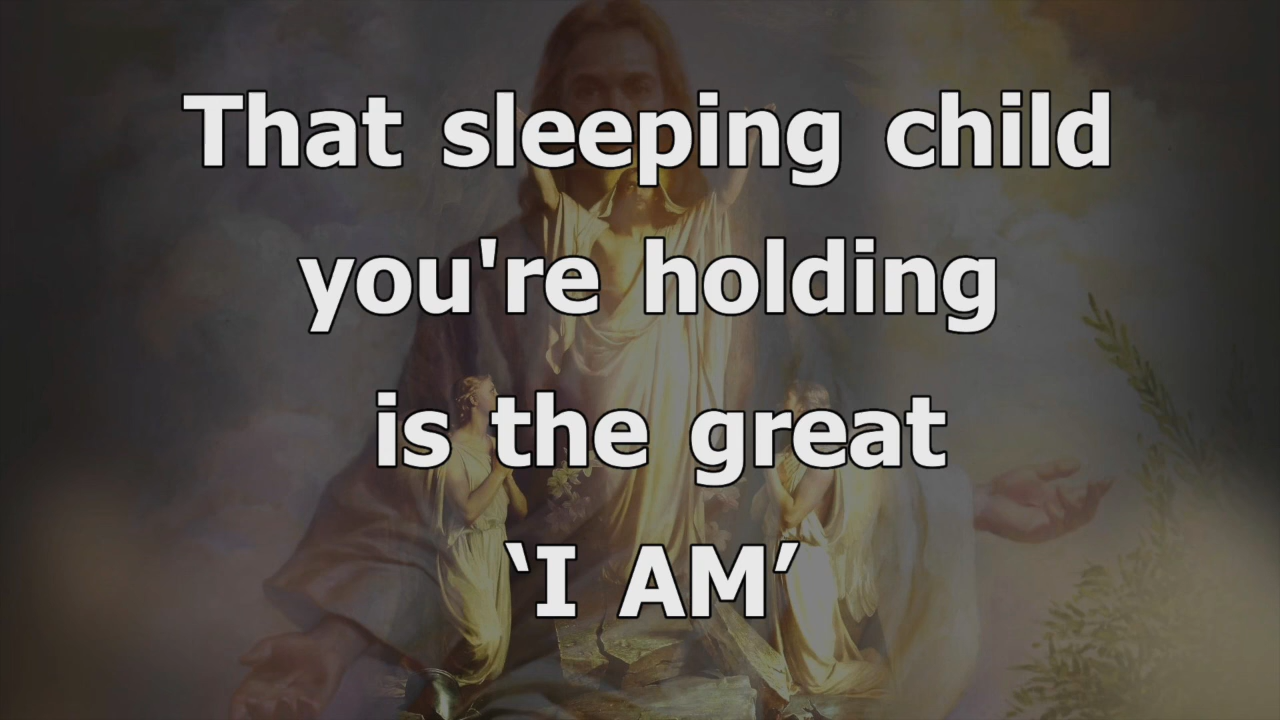 That sleeping child
you're holding
is the great
‘I AM’